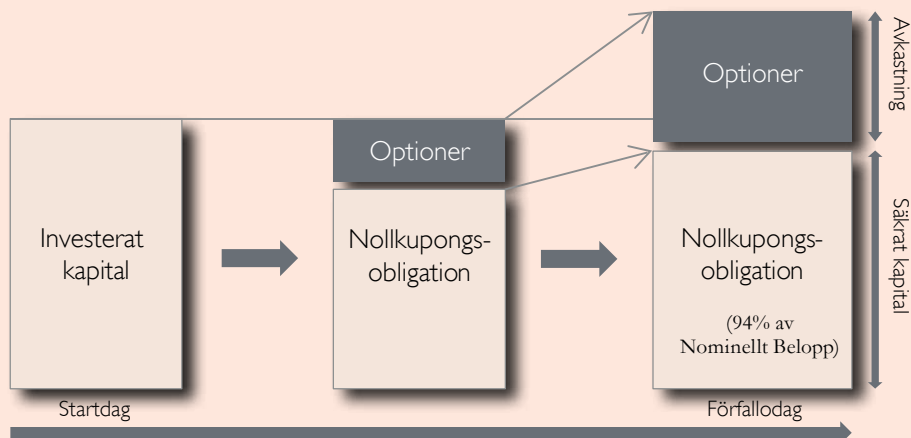 Optioner
Avkastning
Optioner
Investerat
kapital
Nollkupongs-
obligation
Nollkupongs-
obligation
(94% av
Nominellt Belopp)
Säkrat kapital
Startdag
Förfallodag